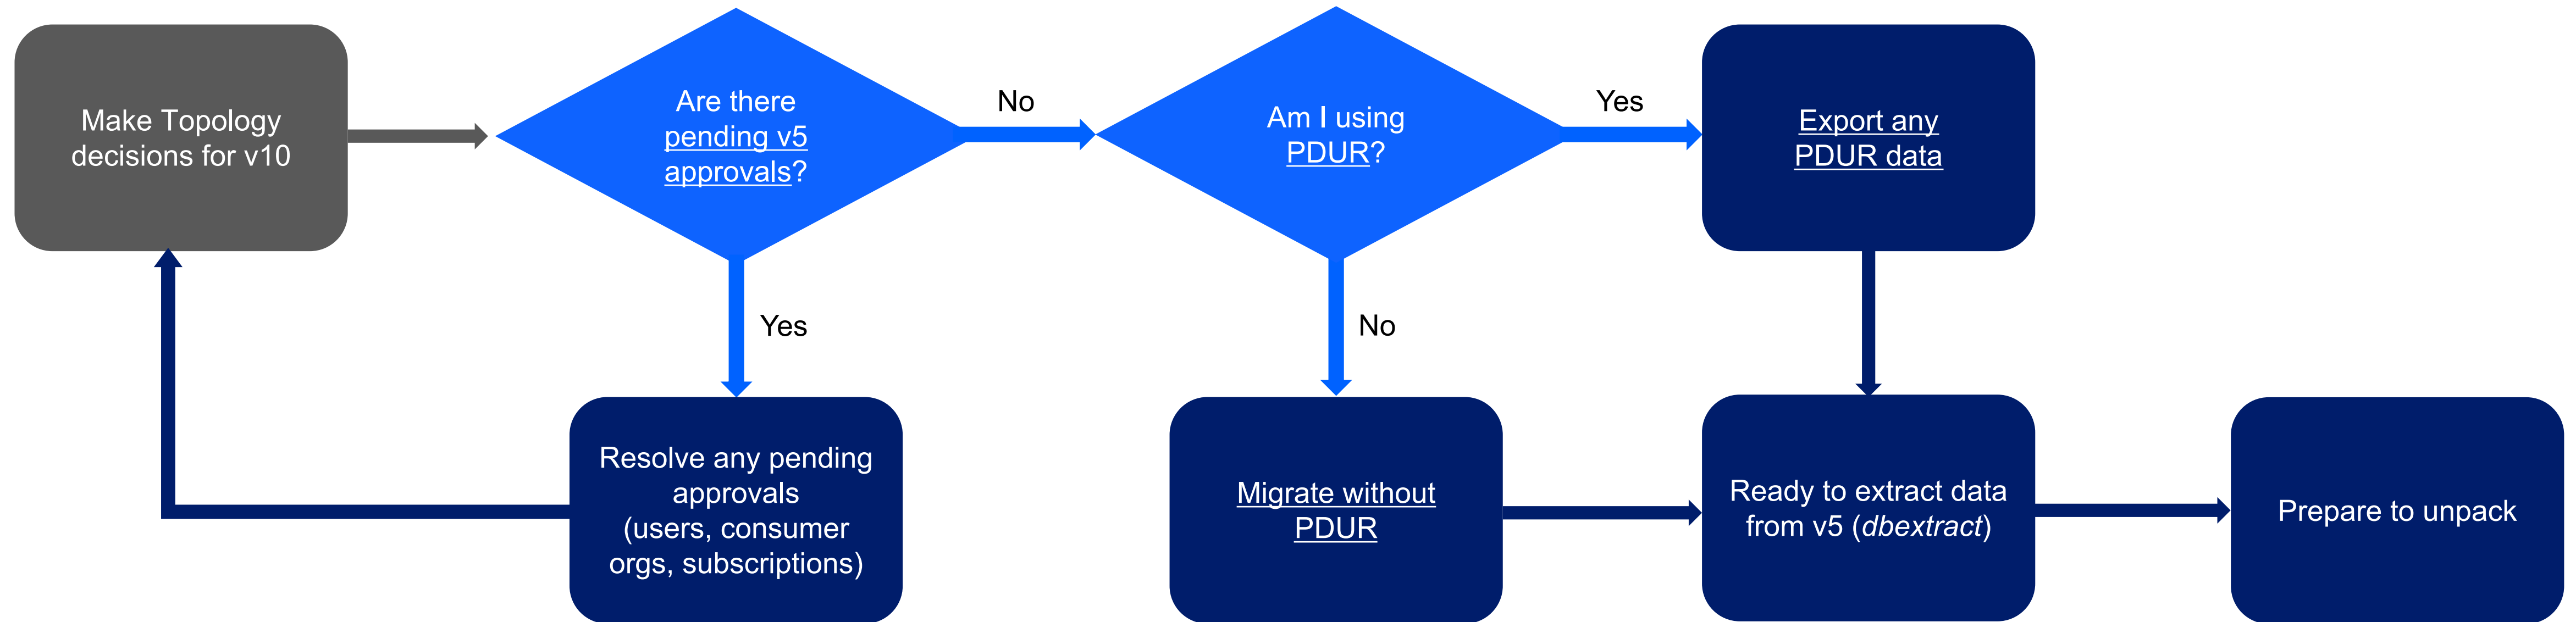 Make Topology
decisions for v10
Are there
pending v5
approvals?
No
Am I using
PDUR?
Yes
Export any
PDUR data
Yes
No
Resolve any pending
approvals
(users, consumer
orgs, subscriptions)
Migrate without
PDUR
Ready to extract data
from v5 (dbextract)
Prepare to unpack